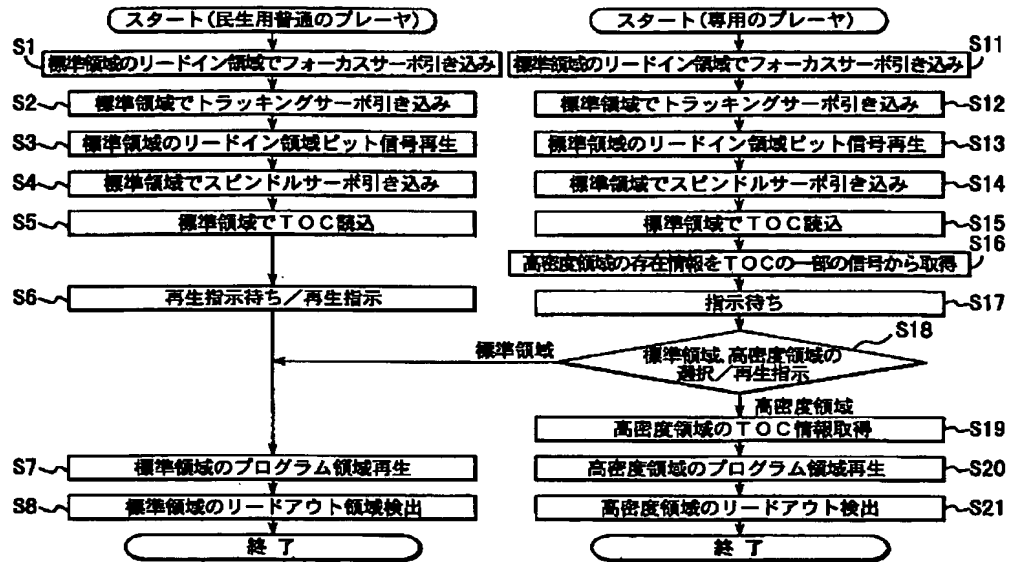 スタート(民生用普通のプレーヤ)
S1
標準領域のリードイン領域でフォーカスサーボ引き込み
S2
標準領域でトラッキングサーボ引き込み
S3
標準領域のリードイン領域ピット信号再生
S4
標準領域でスピンドルサーボ引き込み
S5
標準領域でTOC読込
S6
再生指示待ち/再生指示
S7
標準領域のプログラム領域再生
S8
標準領域のリードアウト領域検出
終了
スタート(専用のプレーヤ)
S11
標準領域のリードイン領域でフォーカスサーボ引き込み
標準領域でトラッキングサーボ引き込み
S12
標準領域のリードイン領域ピット信号再生
S13
標準領域でスピンドルサーボ引き込み
S14
標準領域でTOC読込
S15
S16
高密度領域の存在情報をTOCの一部の信号から取得
指示待ち
S17
S18
標準領域、高密度領域の
選択/再生指示
標準領域
高密度領域
高密度領域のTOC情報取得
S19
高密度領域のプログラム領域再生
S20
高密度領域のリードアウト検出
S21
終了